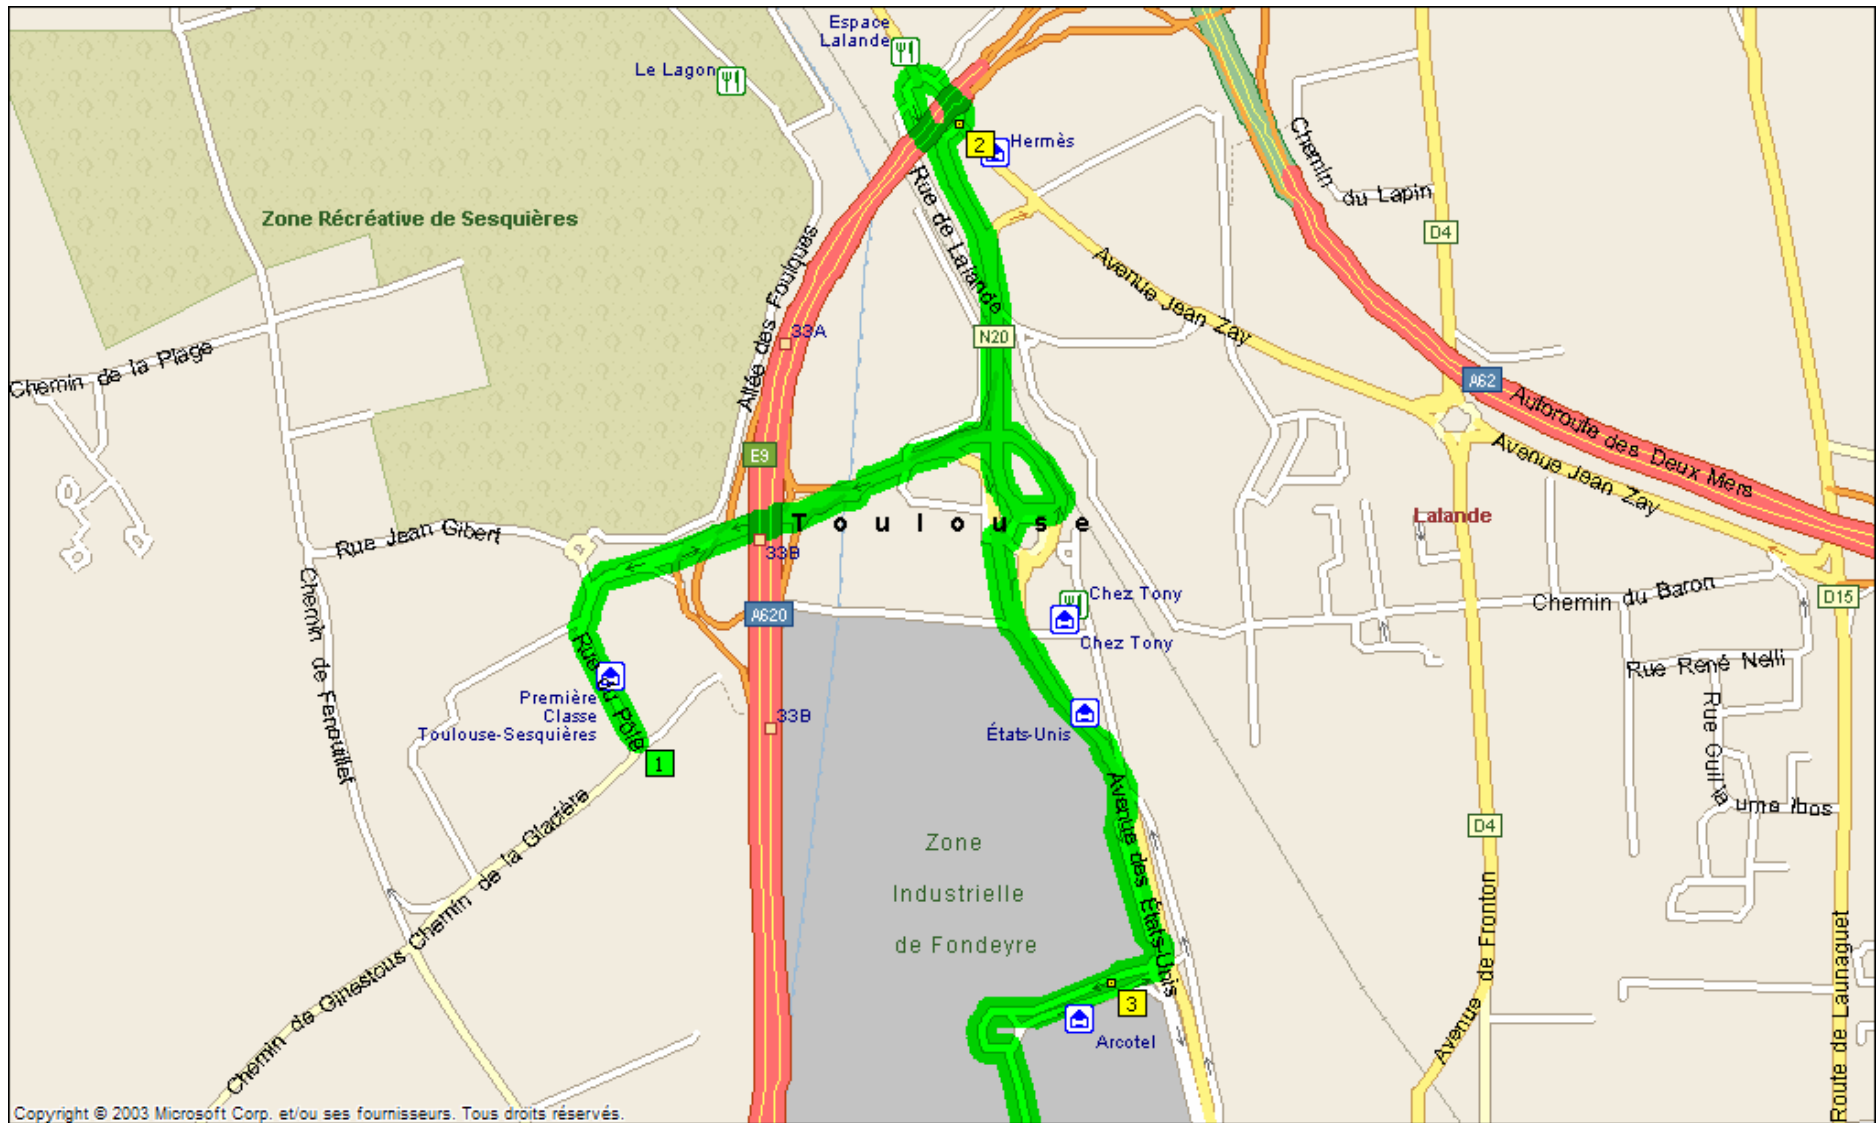 Espace
Lalande
Le Lagon
2
Hermès
Chemin du Lapin
D4
Zone Récréative de Sesquières
Rue de Lalande
Avenue Jean Zay
Allée des Foulques
33A
N20
Chemin de la Plage
A62
Autoroute des Deux Mers
E9
Avenue Jean Zay
Toulouse
Lalande
Rue Jean Gibert
33B
Chemin de Fenouillet
A620
Chez Tony
Chez Tony
Chemin du Baron
D15
Rue René Nelli
Rue du Pôle
Première
Classe
Toulouse-Sesquières
33B
États-Unis
1
Rue Guillaume Ibos
Avenue des États-Unis
D4
Zone
Industrielle
de Fondeyre
Chemin de la Glacière
Chemin de Ginestous
Avenue de Fronton
Route de Launaguet
3
Arcotel
Copyright © 2003 Microsoft Corp. et/ou ses fournisseurs. Tous droits réservés.